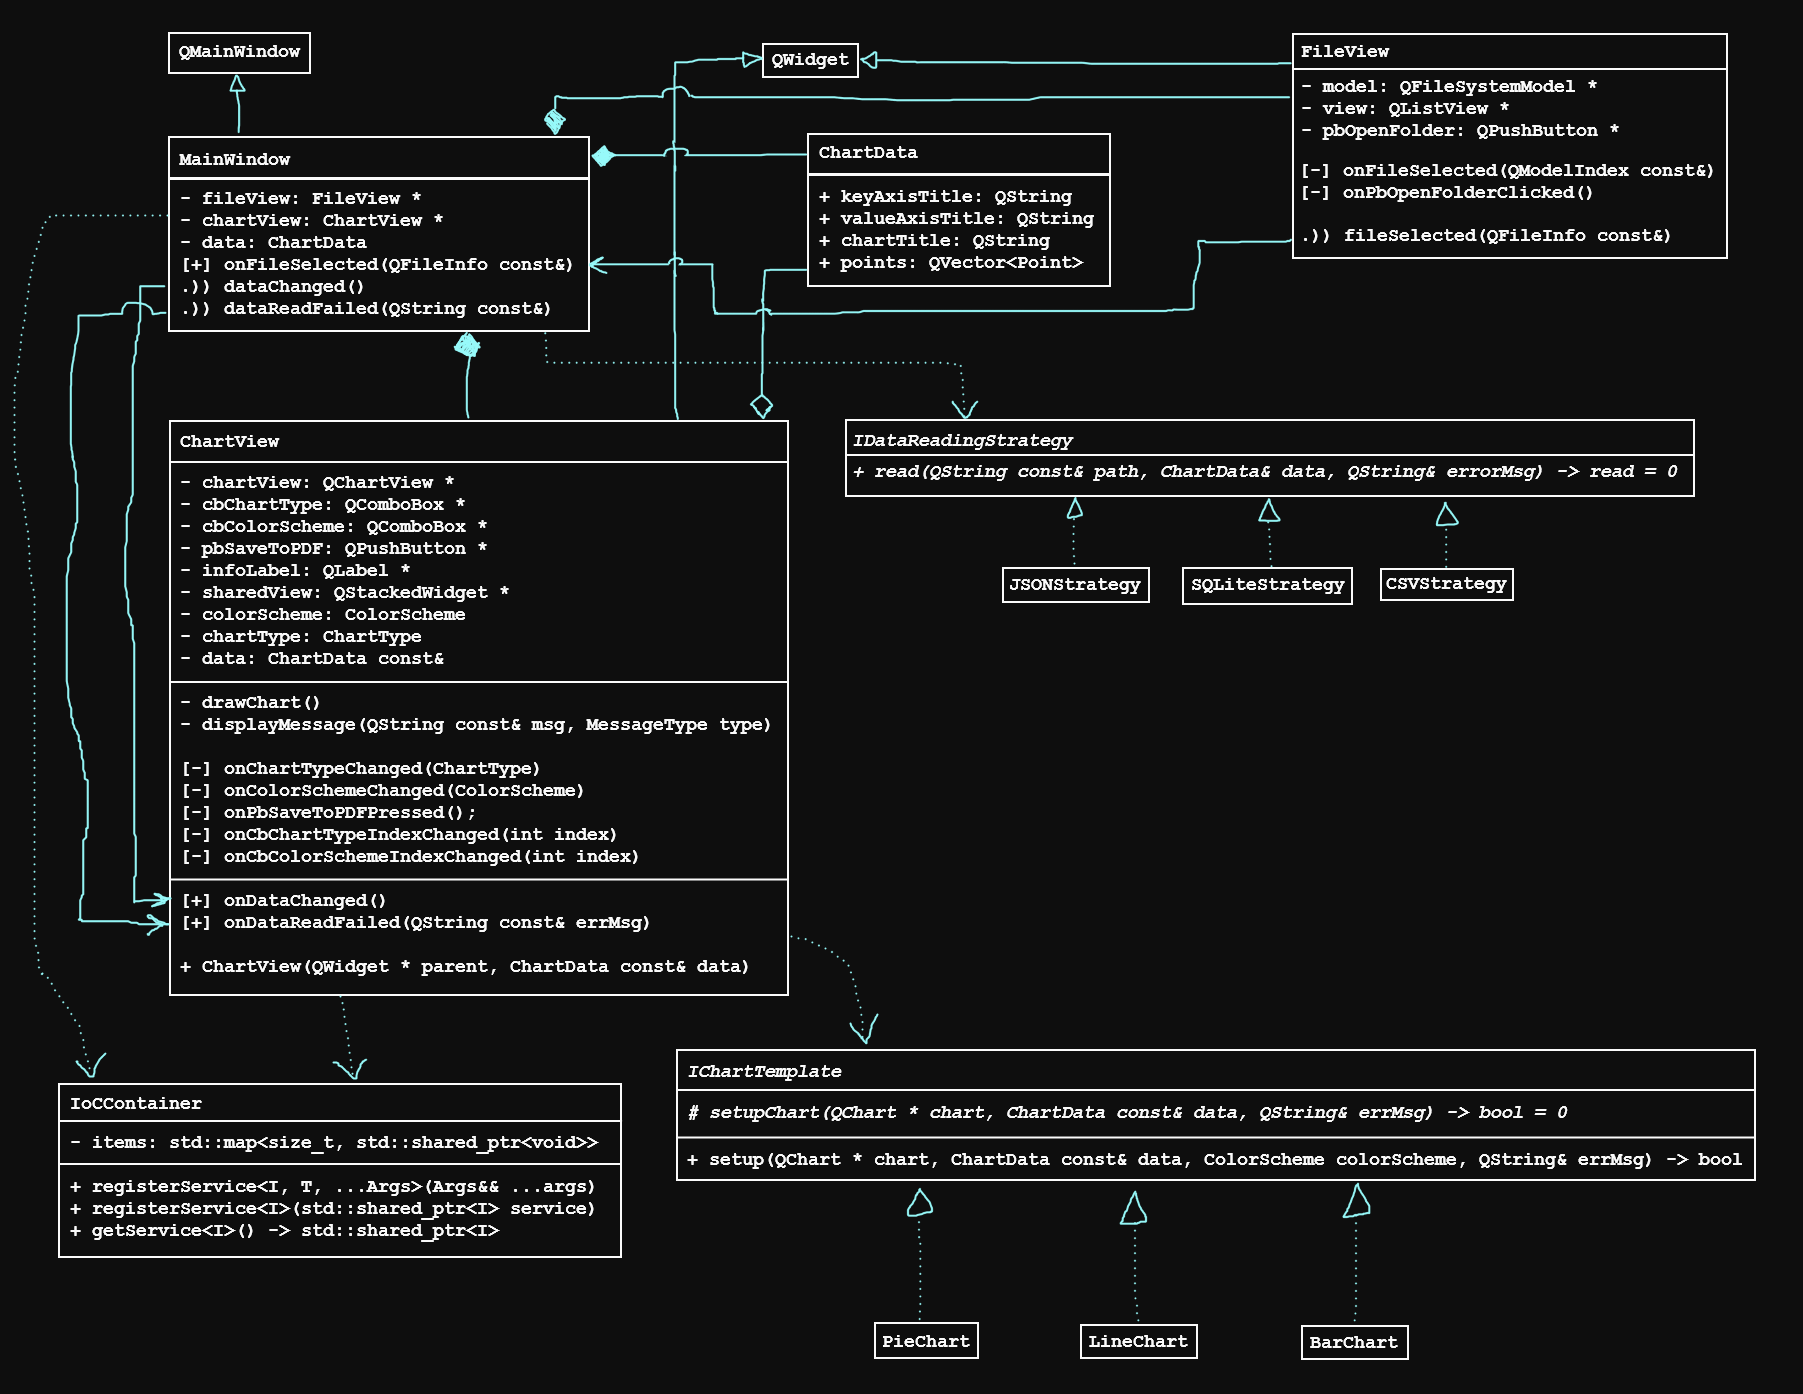 QMainWindow
QWidget
FileView
- model: QFileSystemModel *
- view: QListView *
- pbOpenFolder: QPushButton *
[-] onFileSelected(QModelIndex const&)
[-] onPbOpenFolderClicked()
.)) fileSelected(QFileInfo const&)
MainWindow
- fileView: FileView *
- chartView: ChartView *
- data: ChartData
[+] onFileSelected(QFileInfo const&)
.)) dataChanged()
.)) dataReadFailed(QString const&)
ChartData
+ keyAxisTitle: QString
+ valueAxisTitle: QString
+ chartTitle: QString
+ points: QVector<Point>
ChartView
- chartView: QChartView *
- cbChartType: QComboBox *
- cbColorScheme: QComboBox *
- pbSaveToPDF: QPushButton *
- infoLabel: QLabel *
- sharedView: QStackedWidget *
- colorScheme: ColorScheme
- chartType: ChartType
- data: ChartData const&
- drawChart()
- displayMessage(QString const& msg, MessageType type)
[-] onChartTypeChanged(ChartType)
[-] onColorSchemeChanged(ColorScheme)
[-] onPbSaveToPDFPressed();
[-] onCbChartTypeIndexChanged(int index)
[-] onCbColorSchemeIndexChanged(int index)
[+] onDataChanged()
[+] onDataReadFailed(QString const& errMsg)
+ ChartView(QWidget * parent, ChartData const& data)
IDataReadingStrategy
+ read(QString const& path, ChartData& data, QString& errorMsg) -> read = 0
JSONStrategy
SQLiteStrategy
CSVStrategy
IoCContainer
- items: std::map<size_t, std::shared_ptr<void>>
+ registerService<I, T, ...Args>(Args&& ...args)
+ registerService<I>(std::shared_ptr<I> service)
+ getService<I>() -> std::shared_ptr<I>
IChartTemplate
# setupChart(QChart * chart, ChartData const& data, QString& errMsg) -> bool = 0
+ setup(QChart * chart, ChartData const& data, ColorScheme colorScheme, QString& errMsg) -> bool
PieChart
LineChart
BarChart